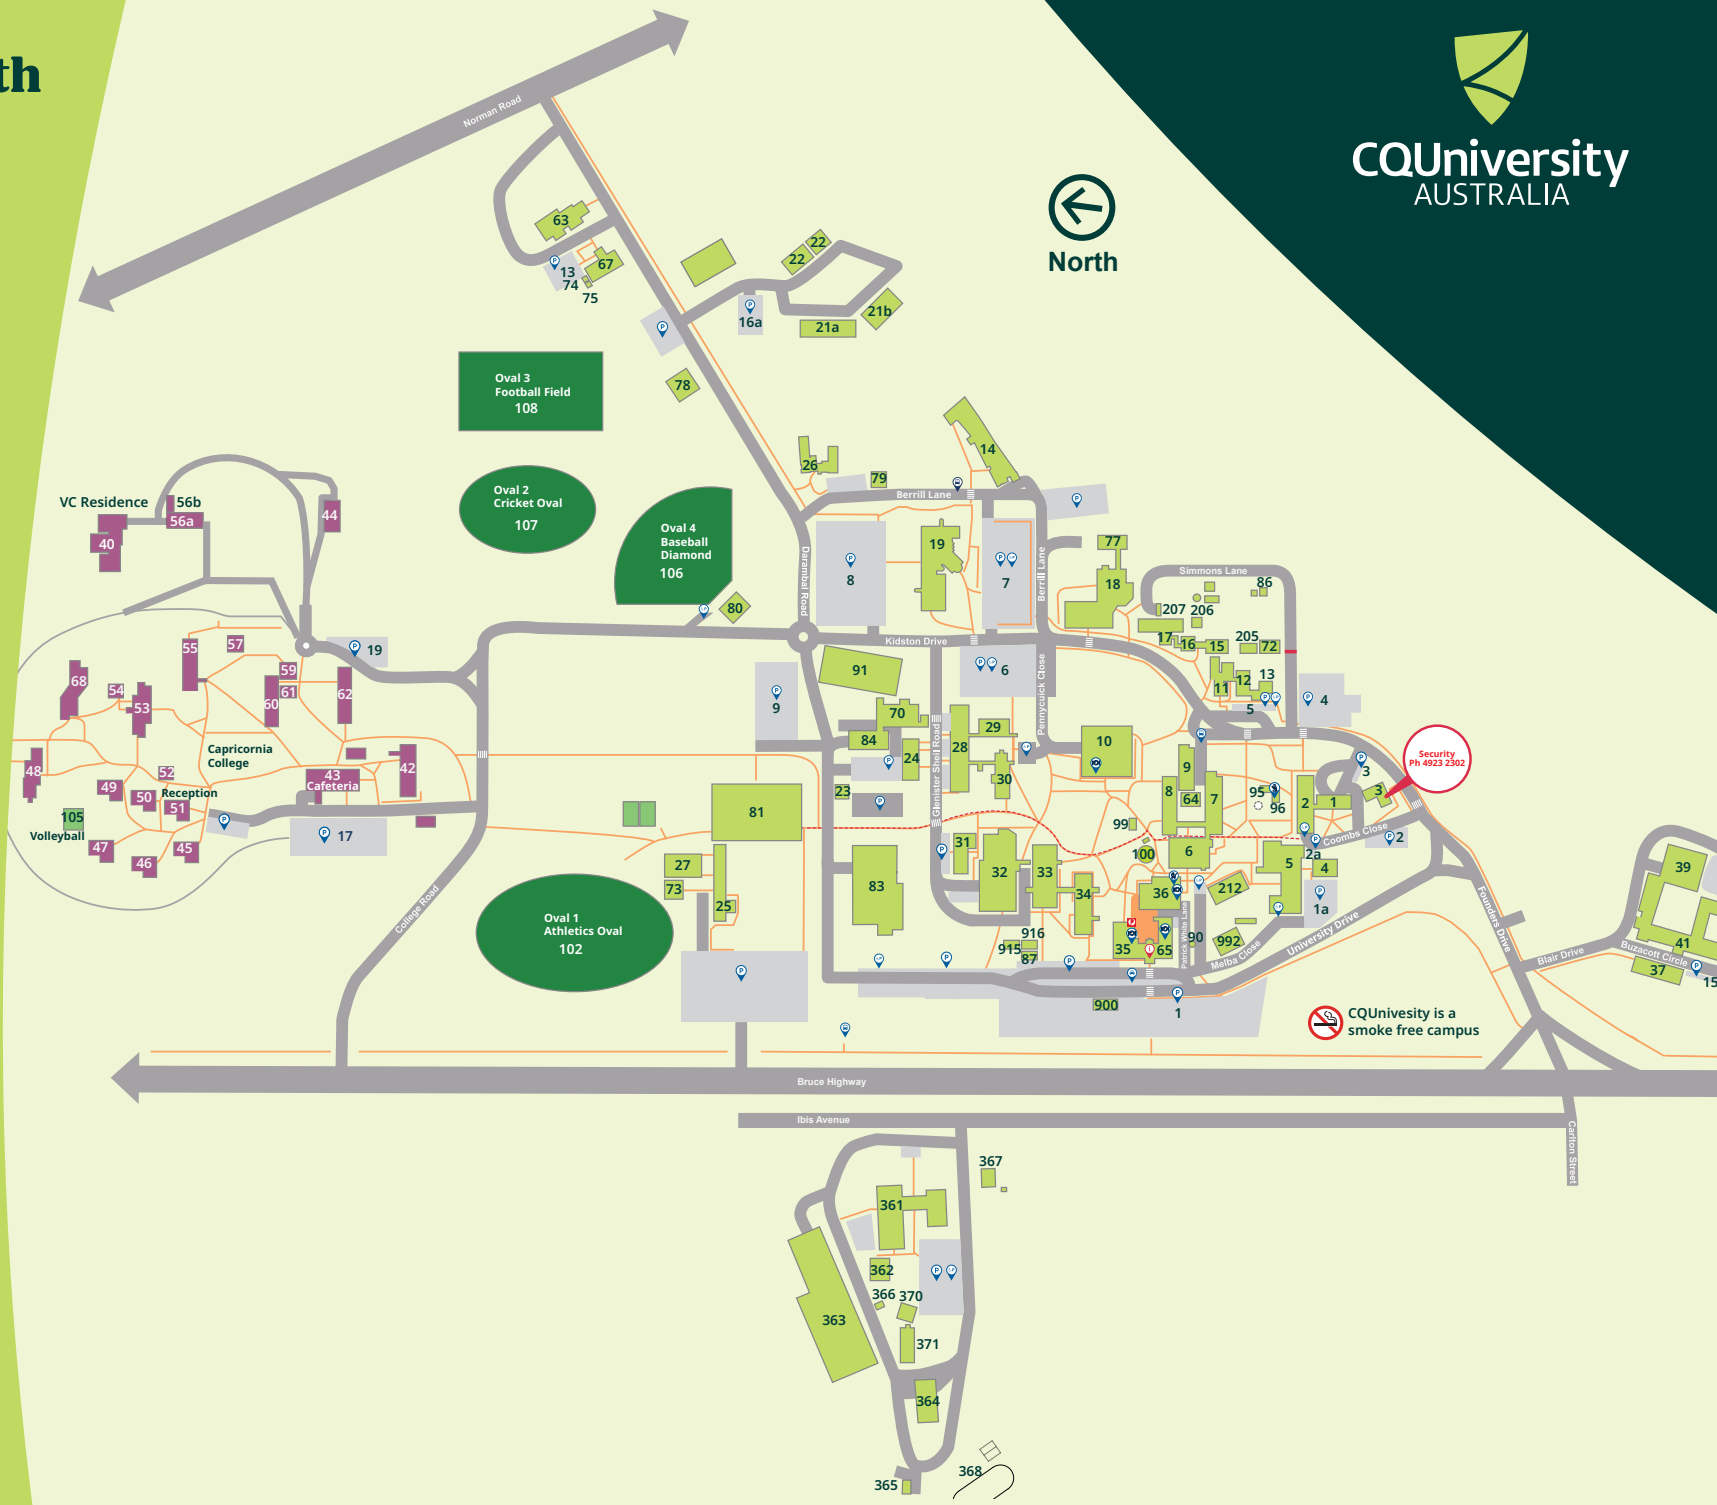 th
CQUniversity
AUSTRALIA
North
Norman Road
63
67
13
74
75
22
22
16a
21a
21b
78
Oval 3
Football Field
108
Oval 2
Cricket Oval
107
Oval 4
Baseball
Diamond
106
80
26
79
14
Berrill Lane
VC Residence
56b
56a
40
44
Darambal Road
8
19
7
Berrill Lane
77
18
Simmons Lane
86
207
206
17
16
15
205
72
11
12
13
5
4
Kidston Drive
91
6
Pennycuick Close
9
70
84
24
23
Glenister Shell Road
28
29
30
10
9
8
64
7
95
96
2
1
3
3
Security
Ph 4923 2302
Coombs Close
2
2a
55
57
19
59
61
60
62
68
54
53
48
Capricornia
College
52
Reception
49
50
51
43
Cafeteria
42
105
Volleyball
47
46
45
17
College Road
81
27
73
25
Oval 1
Athletics Oval
102
83
31
32
33
34
99
100
6
36
212
5
4
1a
916
915
87
35
65
90
Patrick White Lane
992
Melba Close
University Drive
Founders Drive
39
41
Buzacott Circle
Blair Drive
37
15
900
1
CQUnivesity is a
smoke free campus
Bruce Highway
Ibis Avenue
Carlton Street
367
361
362
366
370
363
371
364
365
368